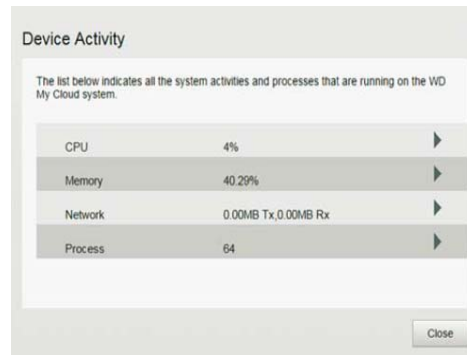 Device Activity
The list below indicates all the system activities and processes that are running on the WD
My Cloud system.
CPU 4%
Memory 40.29%
Network 0.00MB Tx,0.00MB Rx
Process 64
Close